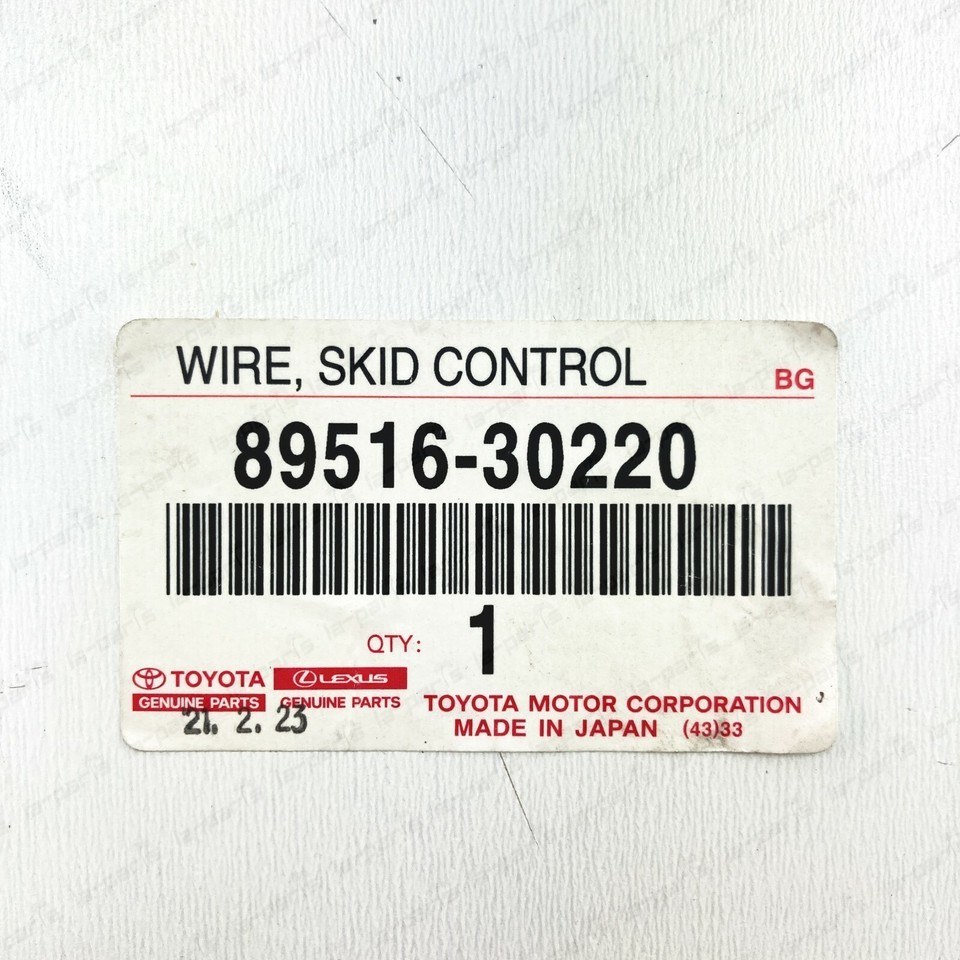 WIRE, SKID CONTROL
BG
89516-30220
QTY: 1
TOYOTA LEXUS
GENUINE PARTS GENUINE PARTS
21. 2. 23
TOYOTA MOTOR CORPORATION
MADE IN JAPAN (43)33